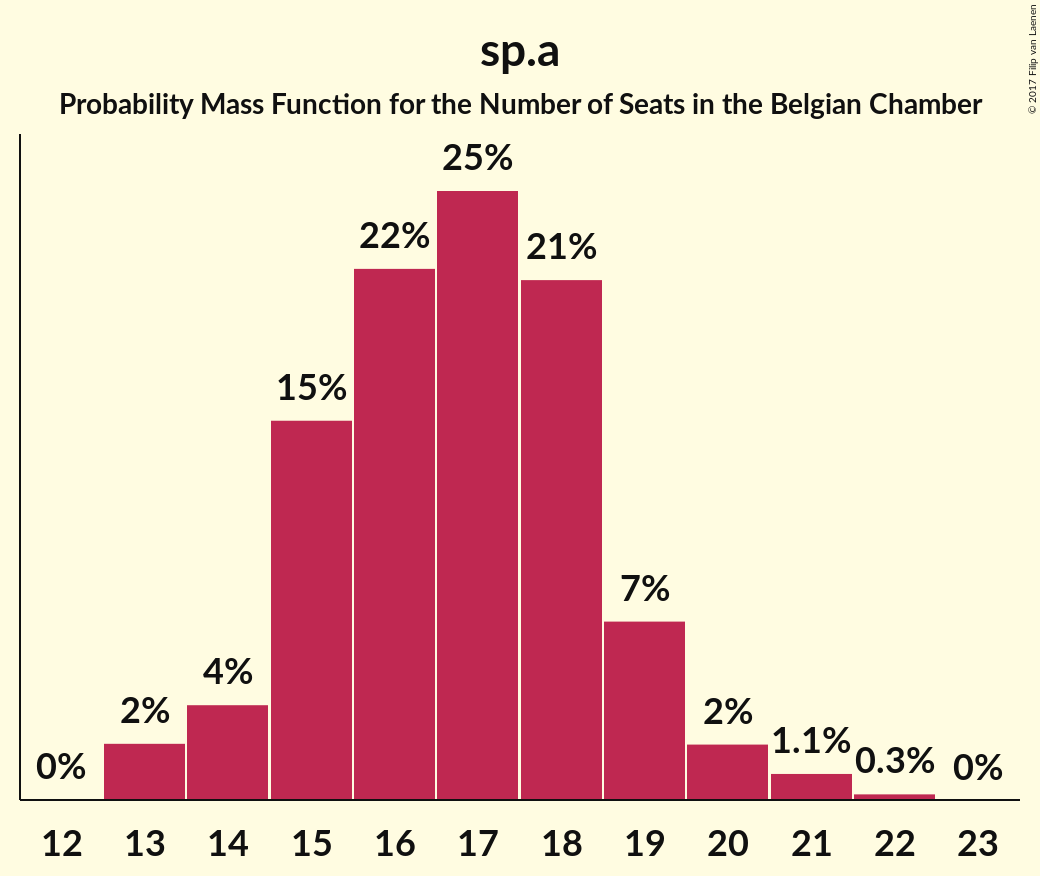 sp.a
Probability Mass Function for the Number of Seats in the Belgian Chamber
© 2017 Filip van Laenen
0% 2% 4% 15% 22% 25% 21% 7% 2% 1.1% 0.3% 0%
12 13 14 15 16 17 18 19 20 21 22 23